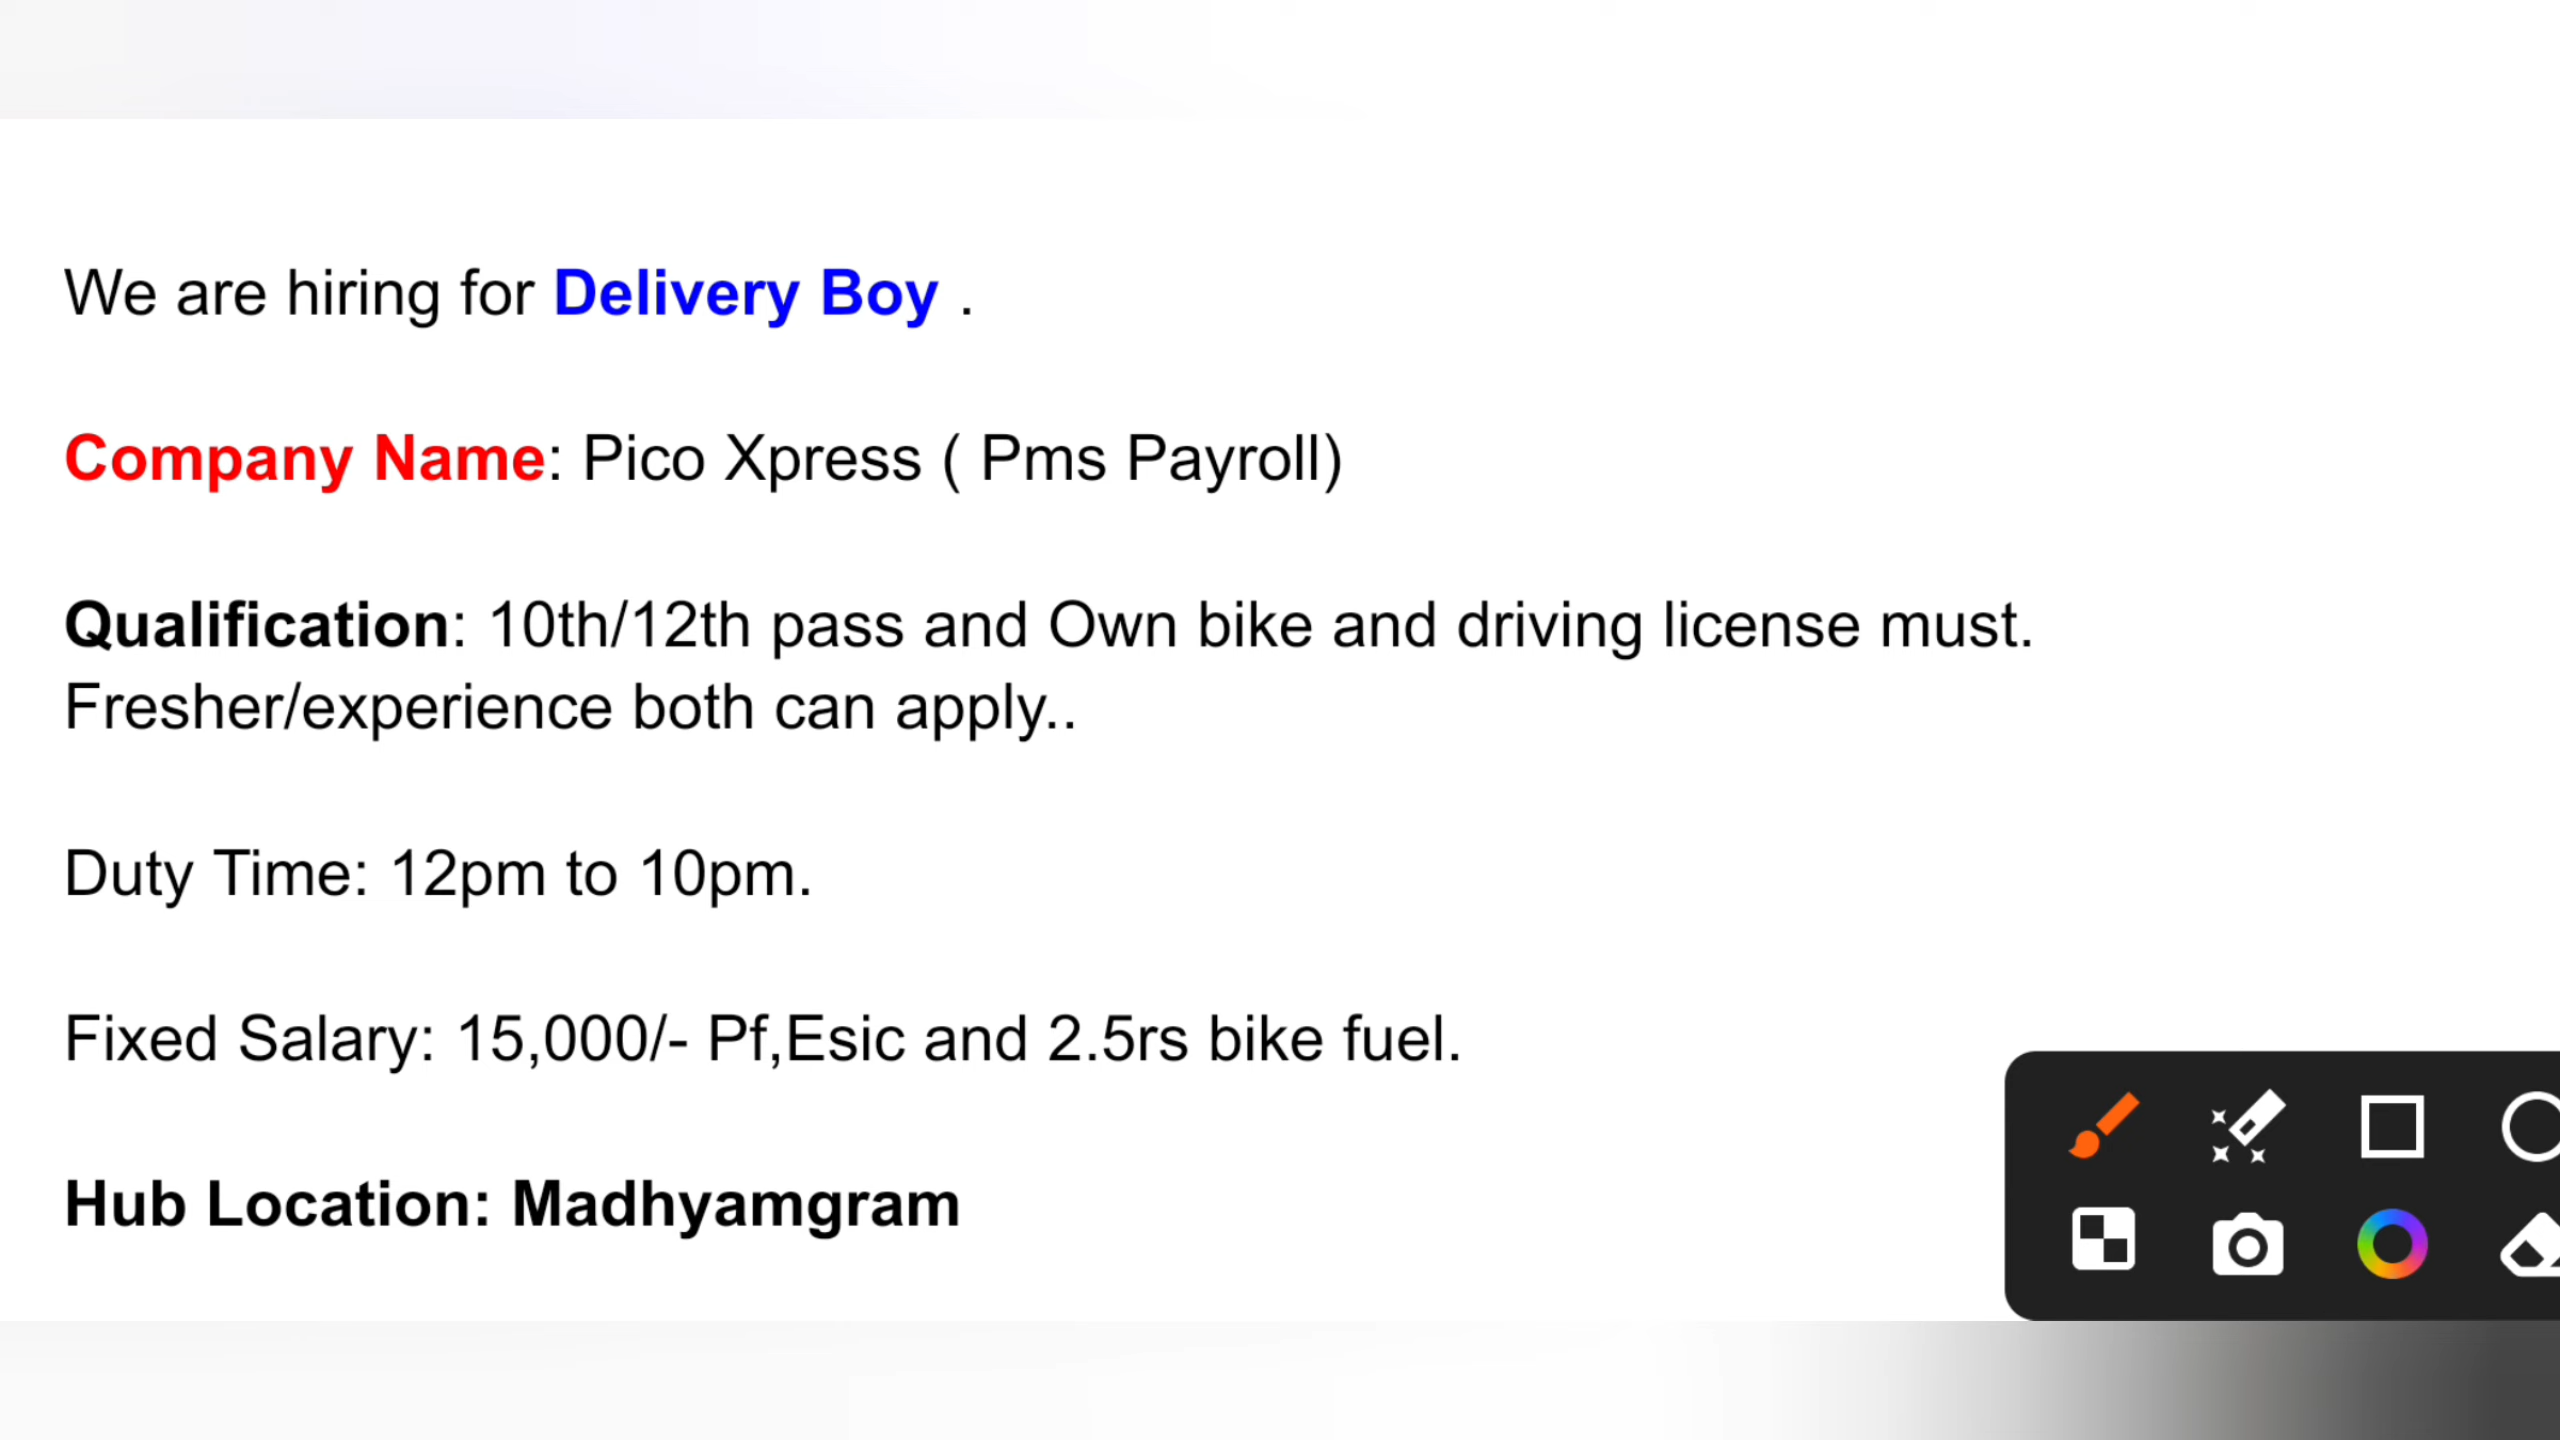 We are hiring for Delivery Boy .
Company Name: Pico Xpress ( Pms Payroll)
Qualification: 10th/12th pass and Own bike and driving license must.
Fresher/experience both can apply..
Duty Time: 12pm to 10pm.
Fixed Salary: 15,000/- Pf,Esic and 2.5rs bike fuel.
Hub Location: Madhyamgram